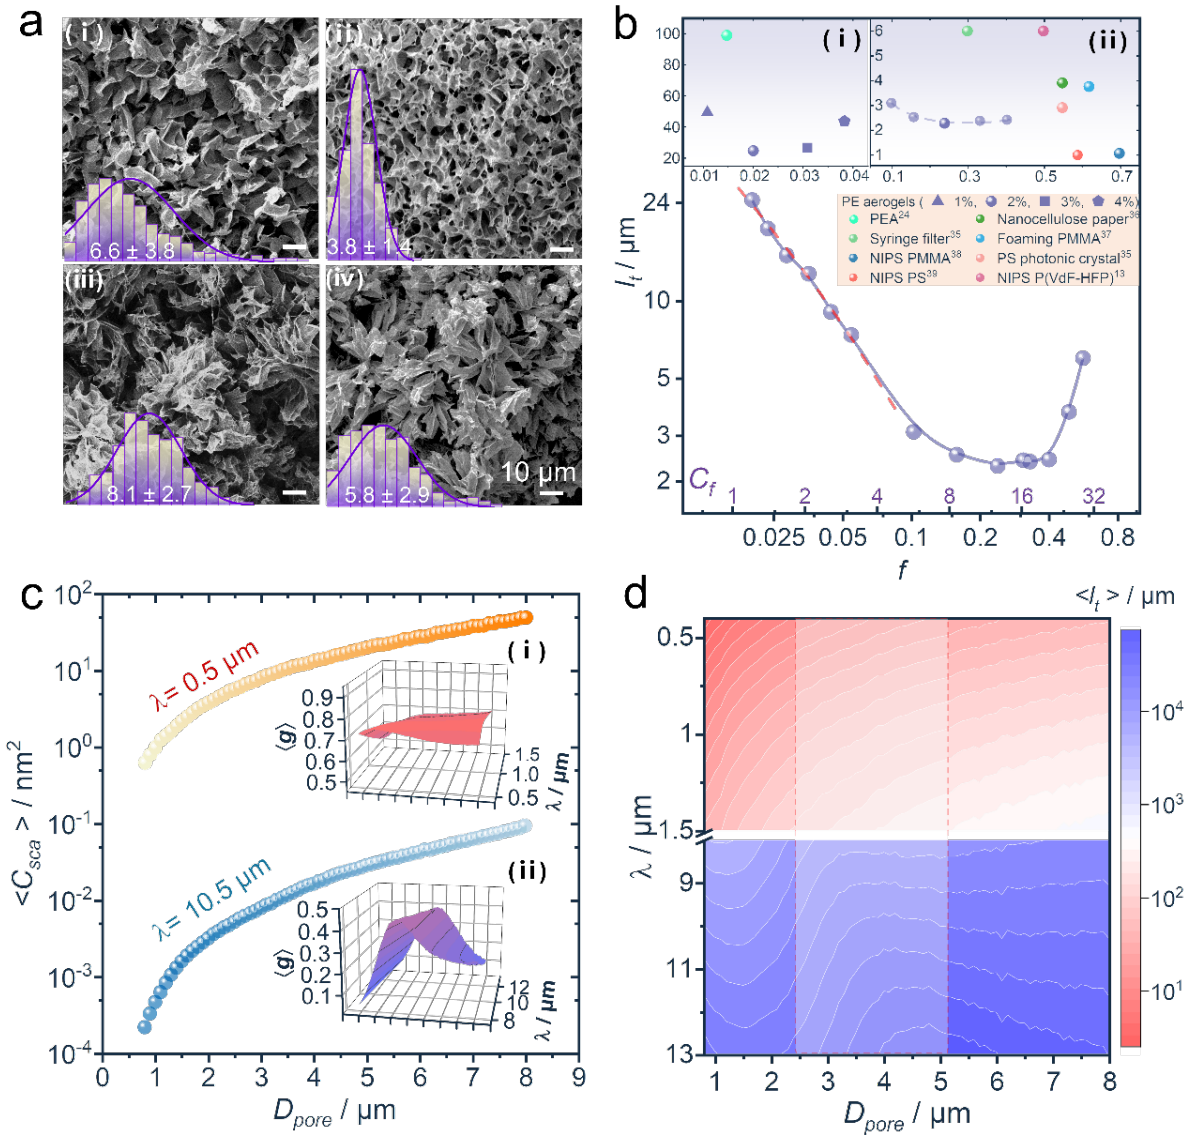 a
(i)
6.6 ± 3.8
(ii)
3.8 ± 1.4
(iii)
8.1 ± 2.7
(iv)
5.8 ± 2.9
10 μm
b
(i)
100
80
60
40
20
0.01 0.02 0.03 0.04
(ii)
6
5
4
3
2
1
0.1 0.3 0.5 0.7
PE aerogels ( 1%, 2%, 3%, 4%)
PEA24
Nanocellulose paper36
Syringe filter35
Foaming PMMA37
NIPS PMMA38
PS photonic crystal35
NIPS PS39
NIPS P(VdF-HFP)13
lt / μm
24
10
5
3
2
Cf
1 2 4 8 16 32
0.025 0.05 0.1 0.2 0.4 0.8
f
c
<Csca> / nm2
10^2
10^1
10^0
10^-1
10^-2
10^-3
10^-4
λ= 0.5 μm
(i)
⟨g⟩
0.9
0.8
0.7
0.6
0.5
1.5
1.0
0.5
λ / μm
λ= 10.5 μm
(ii)
⟨g⟩
0.5
0.4
0.3
0.2
0.1
12
10
8
λ / μm
0 1 2 3 4 5 6 7 8 9
Dpore / μm
d
<lt> / μm
λ / μm
0.5
1
1.5
9
11
13
1 2 3 4 5 6 7 8
Dpore / μm
10^4
10^3
10^2
10^1